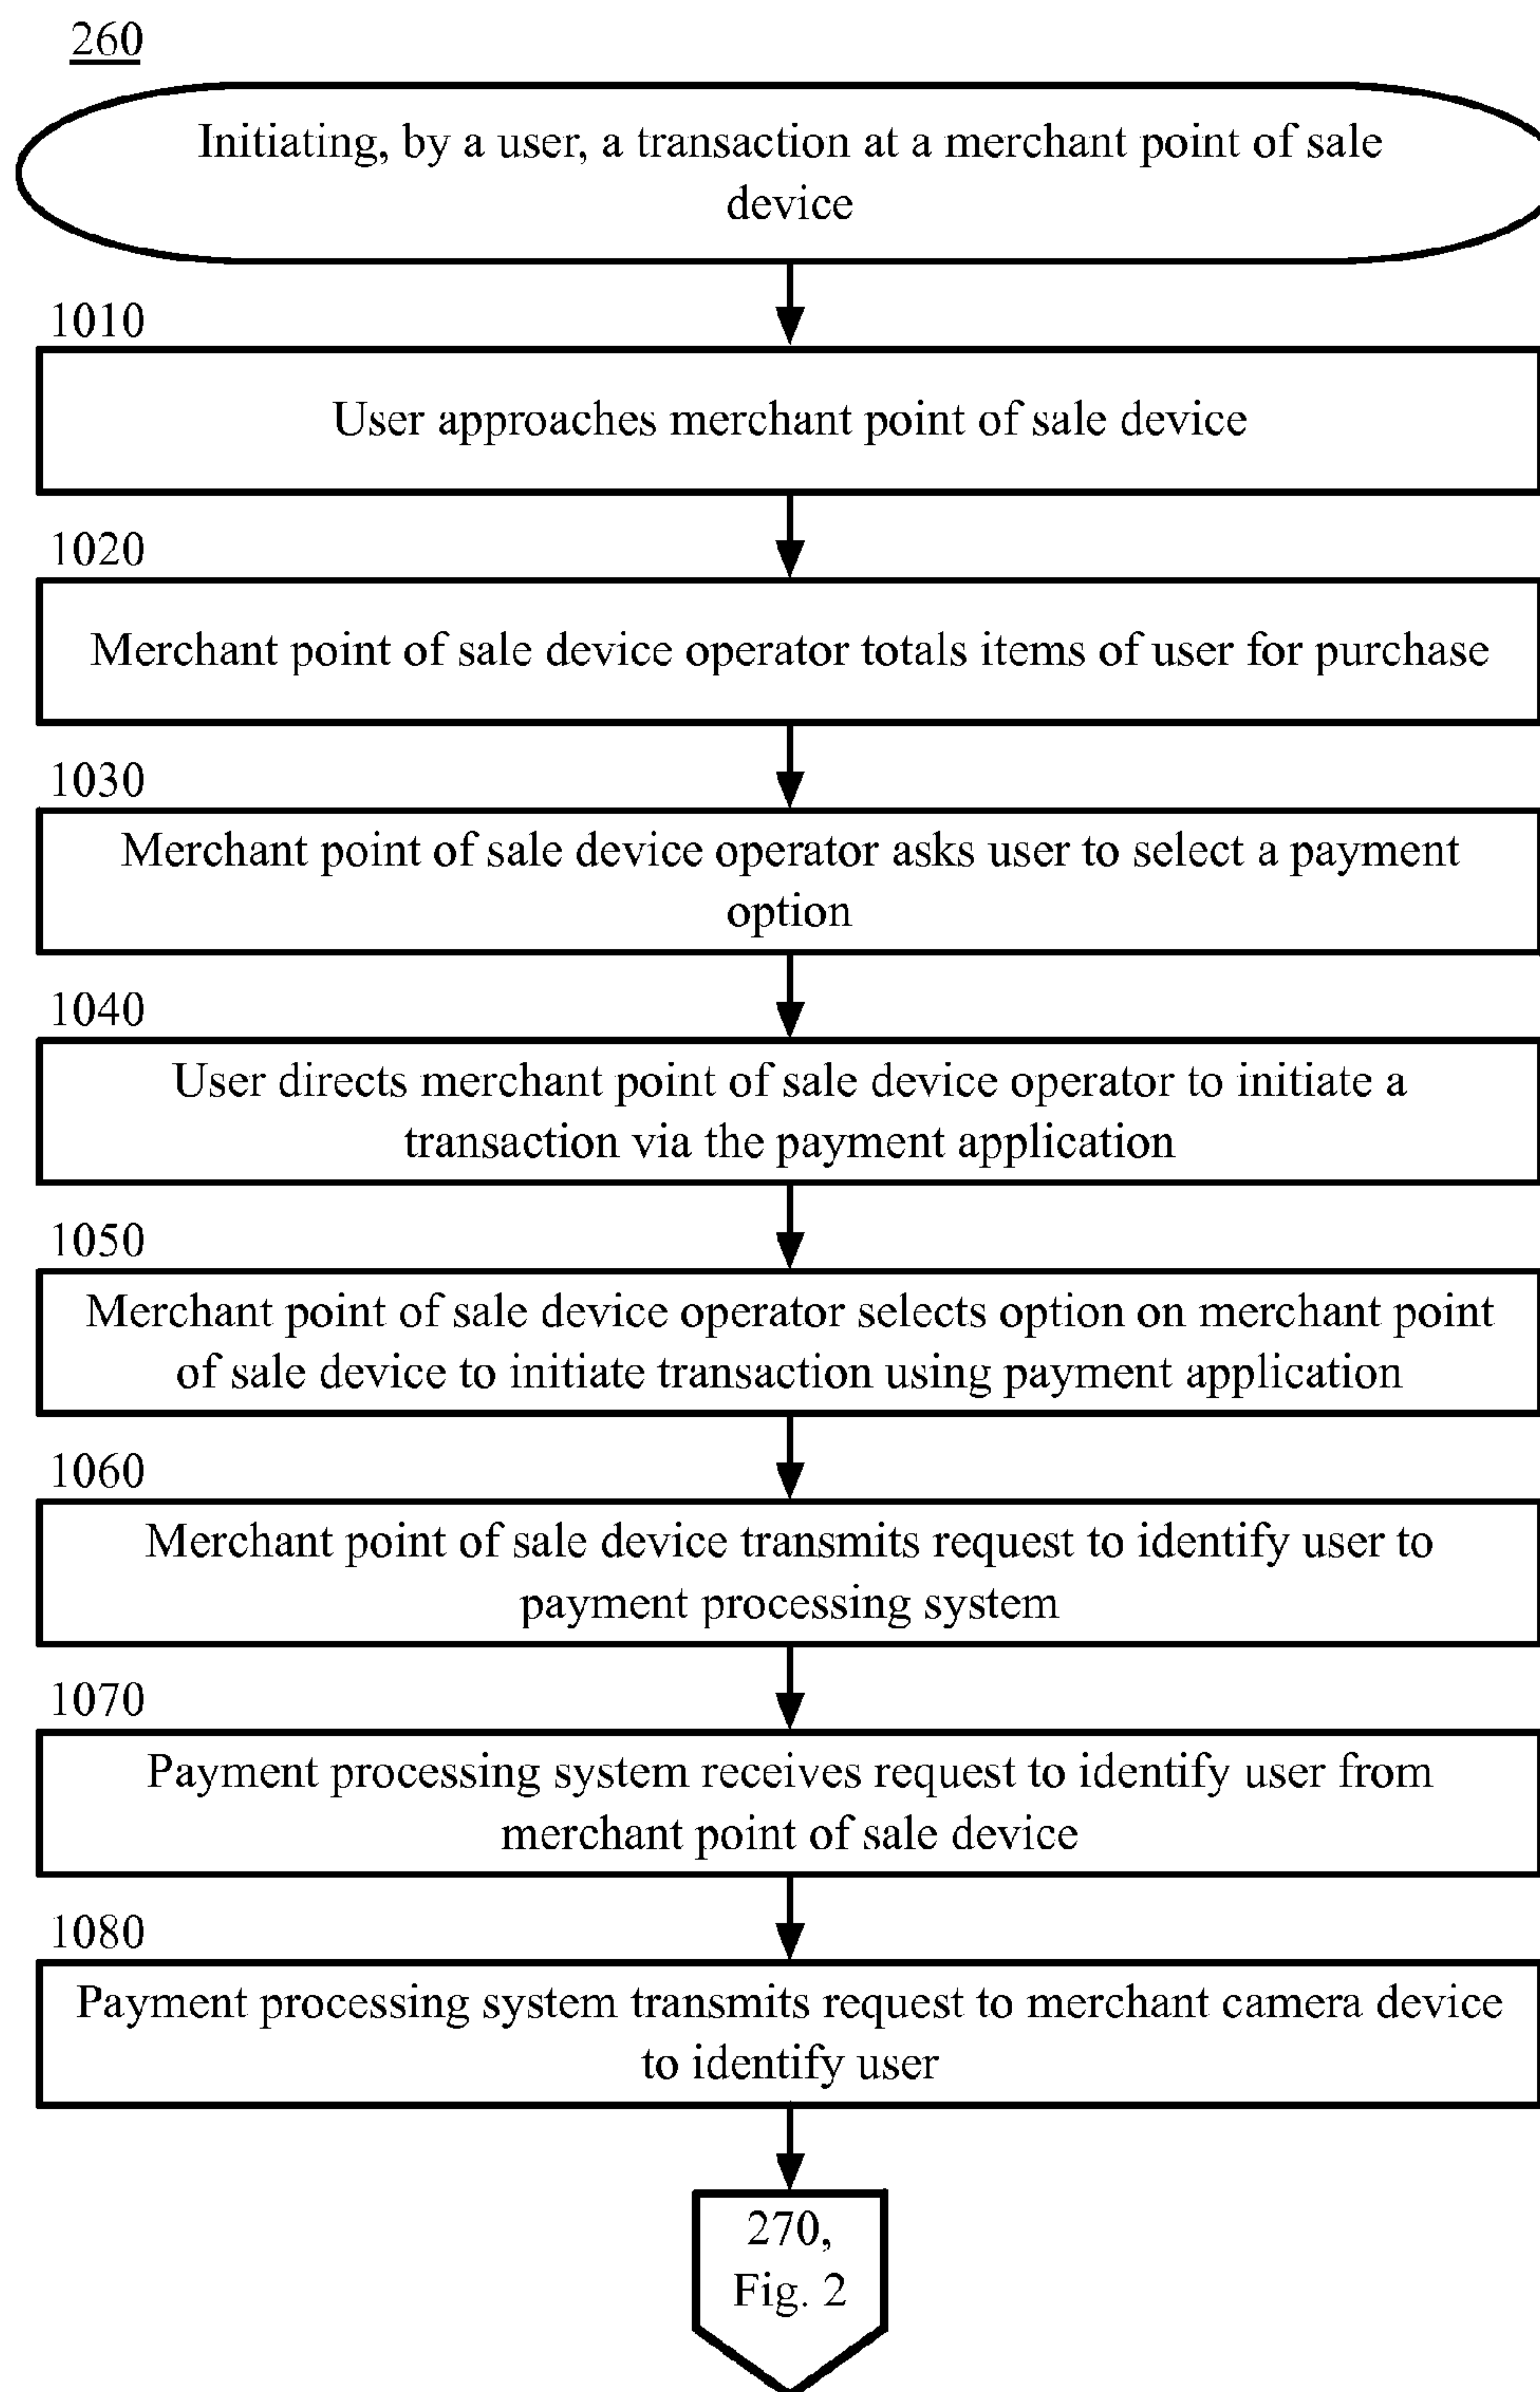 260
Initiating, by a user, a transaction at a merchant point of sale
device
1010
User approaches merchant point of sale device
1020
Merchant point of sale device operator totals items of user for purchase
1030
Merchant point of sale device operator asks user to select a payment
option
1040
User directs merchant point of sale device operator to initiate a
transaction via the payment application
1050
Merchant point of sale device operator selects option on merchant point
of sale device to initiate transaction using payment application
1060
Merchant point of sale device transmits request to identify user to
payment processing system
1070
Payment processing system receives request to identify user from
merchant point of sale device
1080
Payment processing system transmits request to merchant camera device
to identify user
270,
Fig. 2